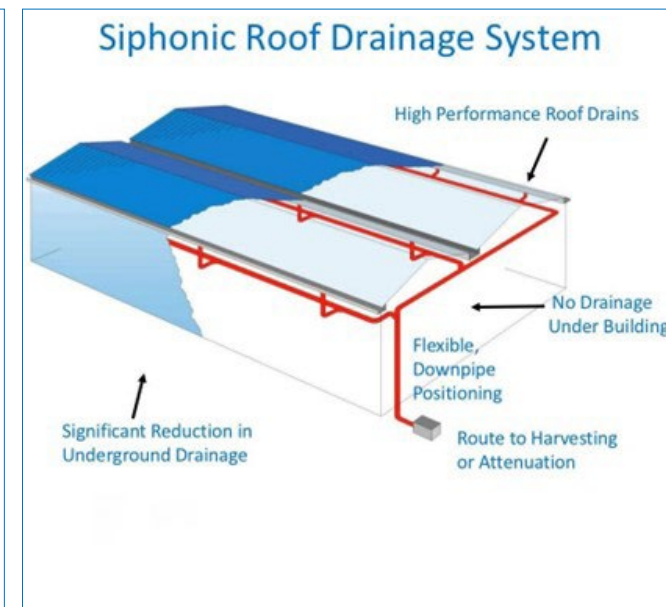 Siphonic Roof Drainage System
High Performance Roof Drains
No Drainage
Under Building
Flexible,
Downpipe
Positioning
Significant Reduction in
Underground Drainage
Route to Harvesting
or Attenuation